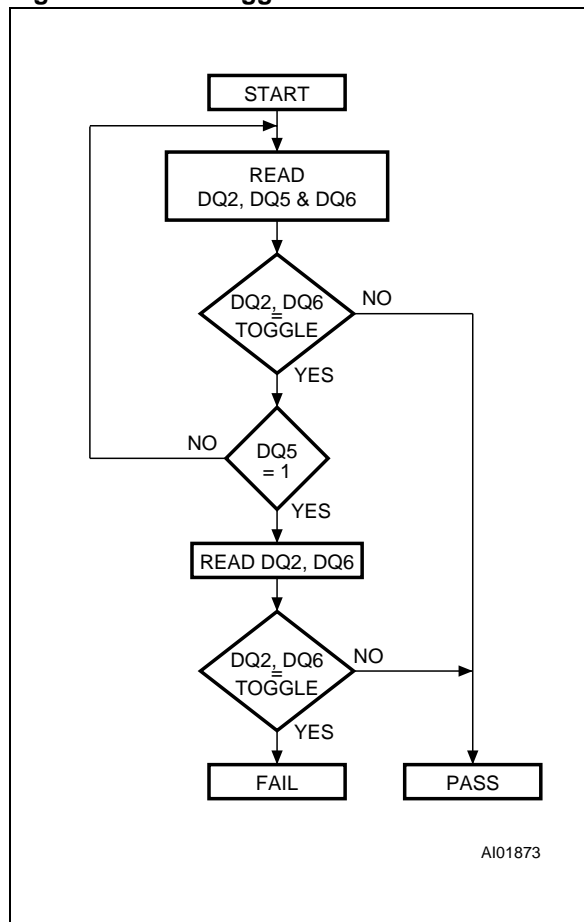 START
READ
DQ2, DQ5 & DQ6
DQ2, DQ6
=
TOGGLE
NO
YES
NO
DQ5
= 1
YES
READ DQ2, DQ6
DQ2, DQ6
=
TOGGLE
NO
YES
FAIL
PASS
AI01873